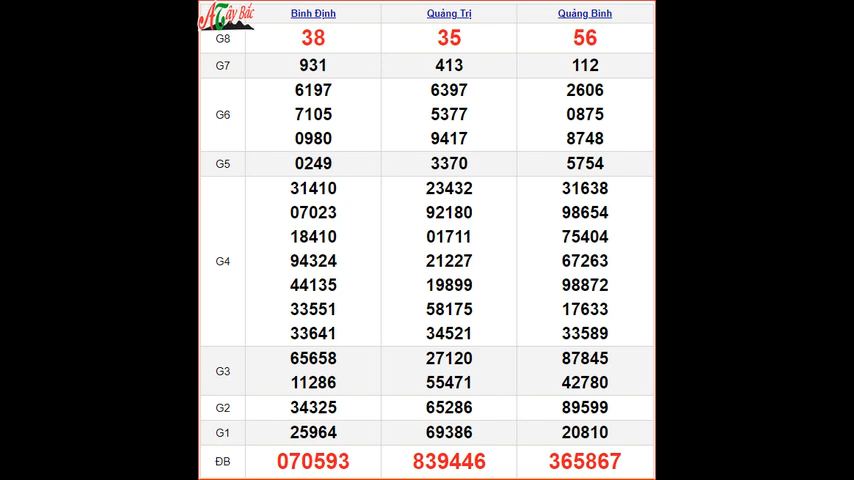 ATây Bắc
Bình Định Quảng Trị Quảng Bình
G8 38 35 56
G7 931 413 112
6197 6397 2606
G6 7105 5377 0875
0980 9417 8748
G5 0249 3370 5754
31410 23432 31638
07023 92180 98654
18410 01711 75404
G4 94324 21227 67263
44135 19899 98872
33551 58175 17633
33641 34521 33589
65658 27120 87845
G3
11286 55471 42780
G2 34325 65286 89599
G1 25964 69386 20810
ĐB 070593 839446 365867